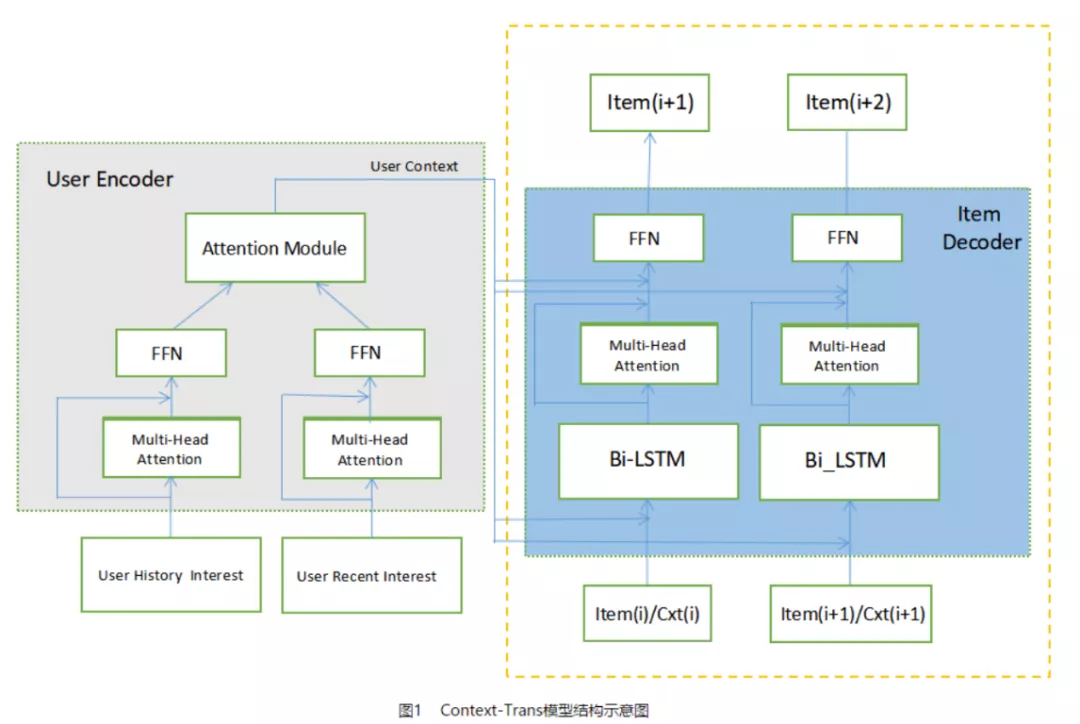 User Encoder
User Context
Attention Module
FFN
FFN
Multi-Head
Attention
Multi-Head
Attention
User History Interest
User Recent Interest
Item(i+1)
Item(i+2)
Item
Decoder
FFN
FFN
Multi-Head
Attention
Multi-Head
Attention
Bi-LSTM
Bi_LSTM
Item(i)/Cxt(i)
Item(i+1)/Cxt(i+1)
图1 Context-Trans模型结构示意图